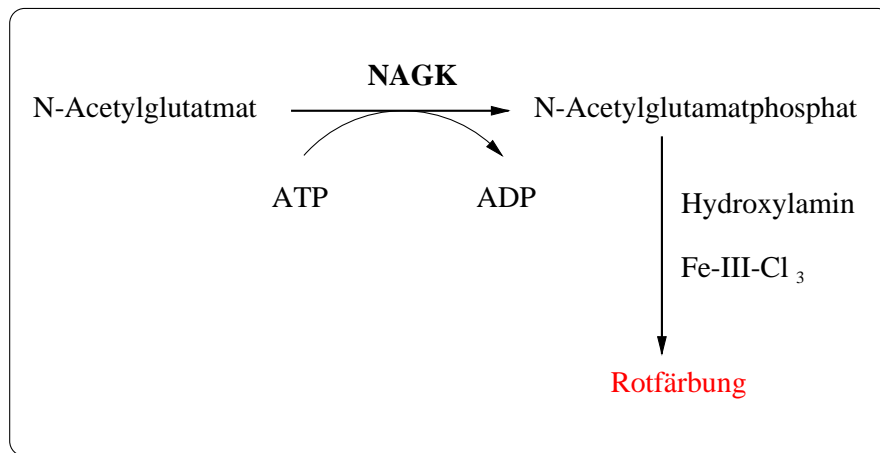 NAGK
N-Acetylglutatmat
N-Acetylglutamatphosphat
ATP
ADP
Hydroxylamin
Fe-III-Cl 3
Rotfärbung